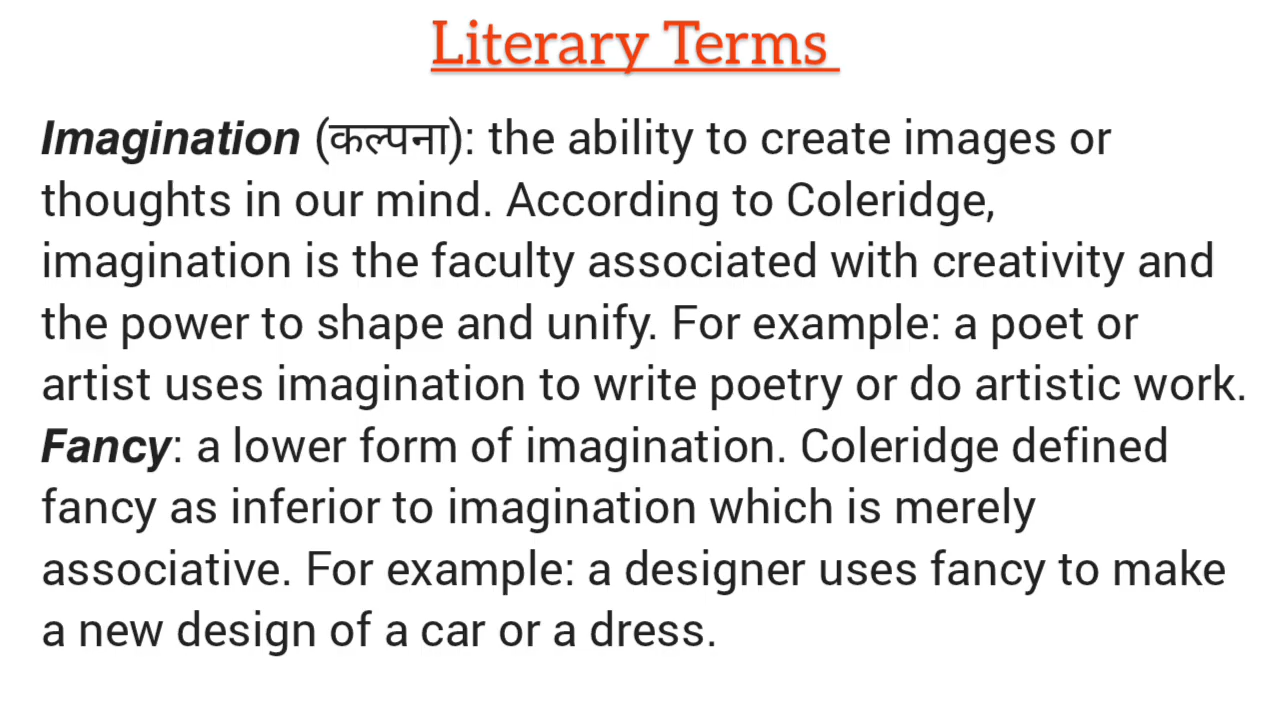 Literary Terms
Imagination (कल्पना): the ability to create images or
thoughts in our mind. According to Coleridge,
imagination is the faculty associated with creativity and
the power to shape and unify. For example: a poet or
artist uses imagination to write poetry or do artistic work.
Fancy: a lower form of imagination. Coleridge defined
fancy as inferior to imagination which is merely
associative. For example: a designer uses fancy to make
a new design of a car or a dress.